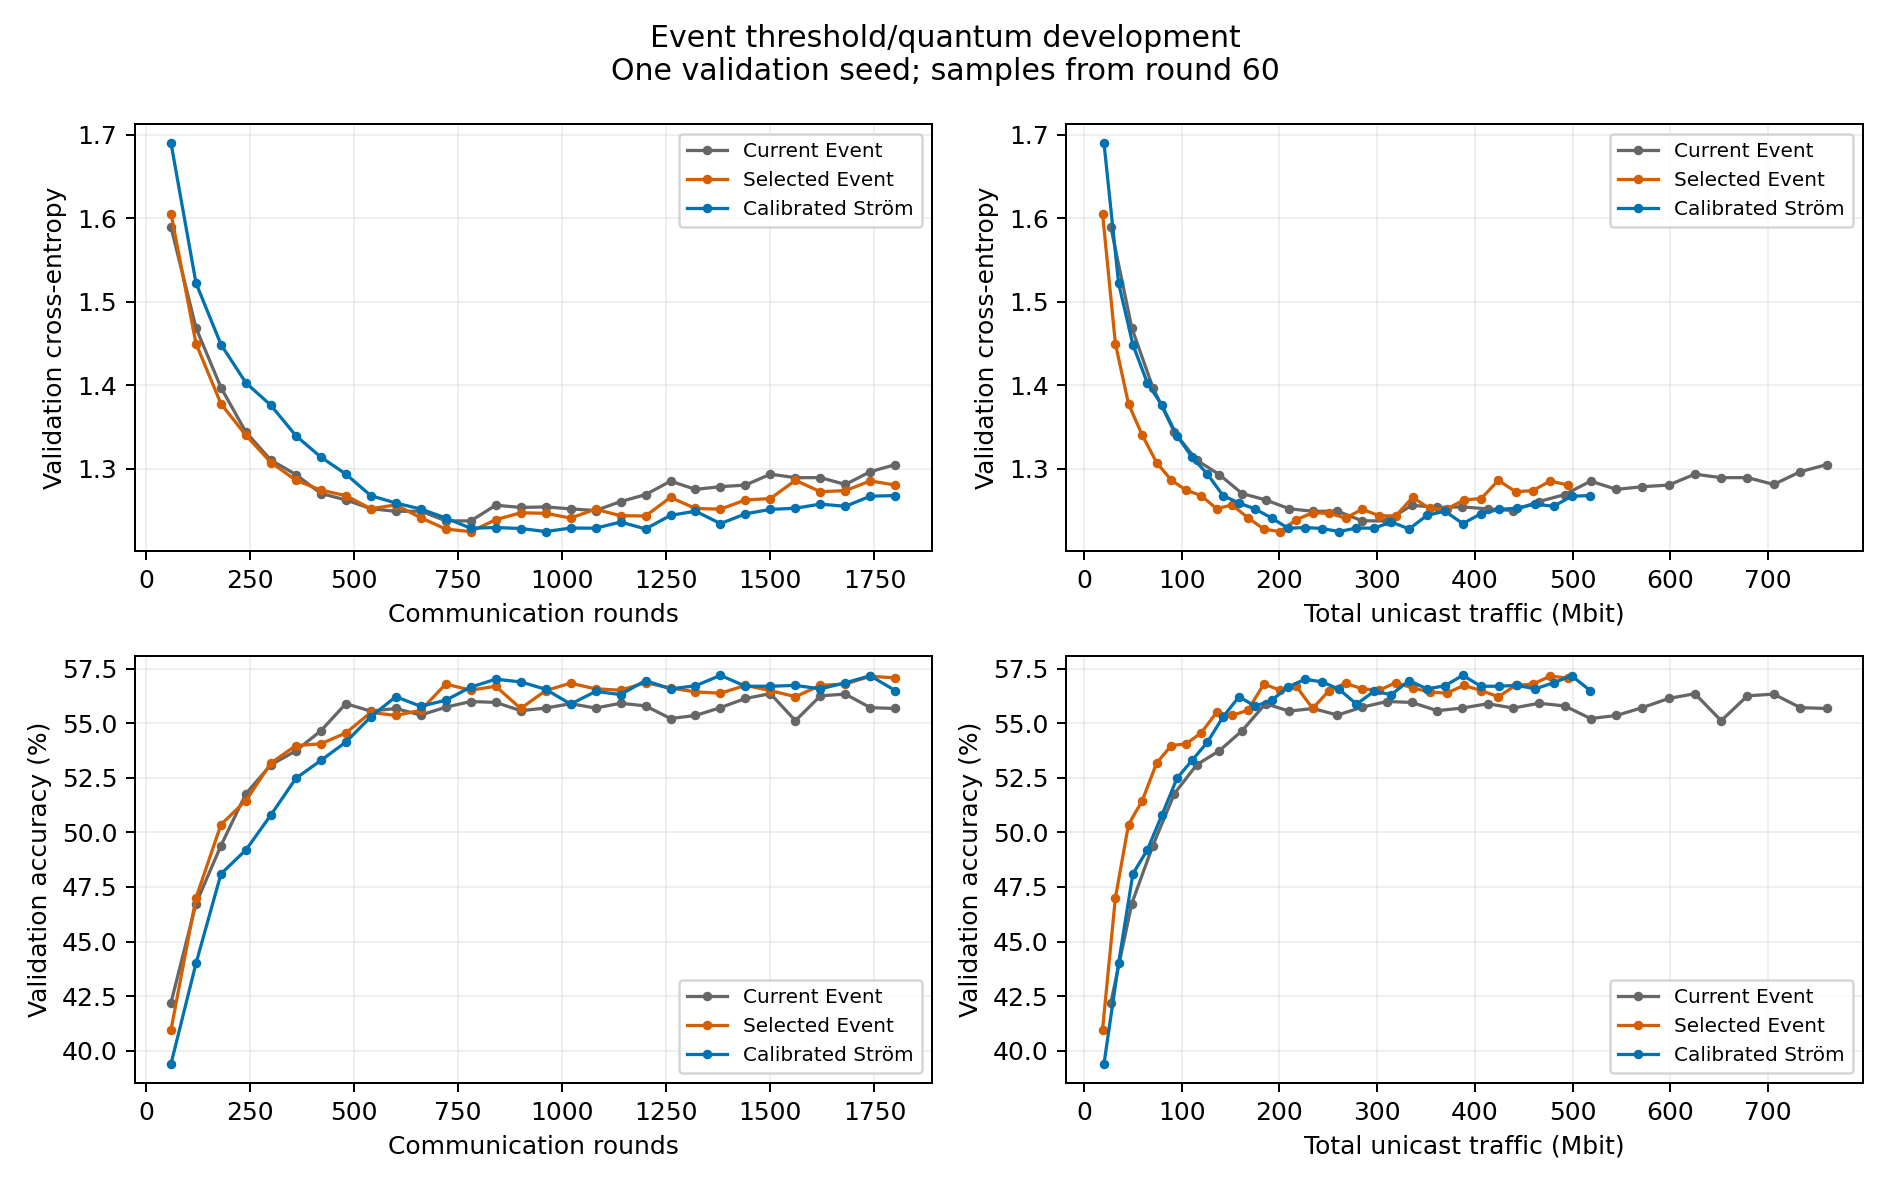 Event threshold/quantum development
One validation seed; samples from round 60
1.7
1.6
1.5
1.4
1.3
Validation cross-entropy
0
250
500
750
1000
1250
1500
1750
Communication rounds
Current Event
Selected Event
Calibrated Ström
1.7
1.6
1.5
1.4
1.3
Validation cross-entropy
0
100
200
300
400
500
600
700
Total unicast traffic (Mbit)
Current Event
Selected Event
Calibrated Ström
57.5
55.0
52.5
50.0
47.5
45.0
42.5
40.0
Validation accuracy (%)
0
250
500
750
1000
1250
1500
1750
Communication rounds
Current Event
Selected Event
Calibrated Ström
57.5
55.0
52.5
50.0
47.5
45.0
42.5
40.0
Validation accuracy (%)
0
100
200
300
400
500
600
700
Total unicast traffic (Mbit)
Current Event
Selected Event
Calibrated Ström